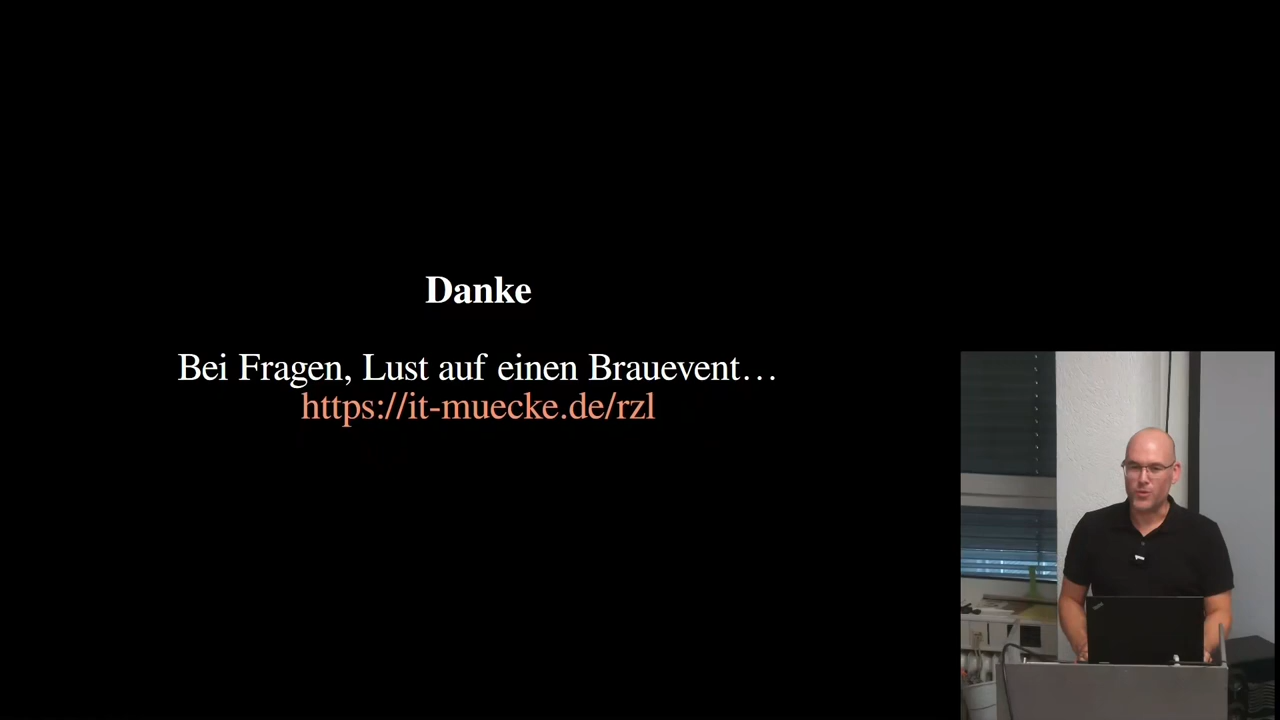 Danke
Bei Fragen, Lust auf einen Brauevent…
https://it-muecke.de/rzl